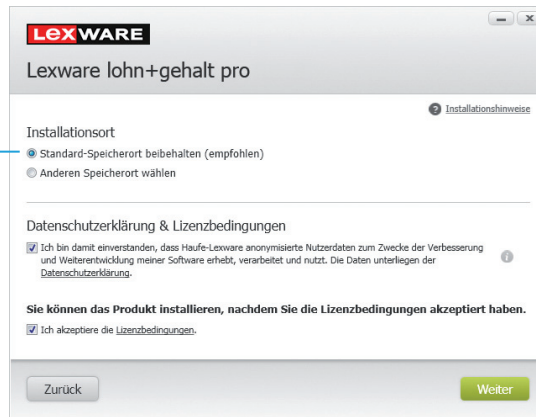 LEXWARE
Lexware lohn+gehalt pro
Installationshinweise
Installationsort
Standard-Speicherort beibehalten (empfohlen)
Anderen Speicherort wählen
Datenschutzerklärung & Lizenzbedingungen
Ich bin damit einverstanden, dass Haufe-Lexware anonymisierte Nutzerdaten zum Zwecke der Verbesserung
und Weiterentwicklung meiner Software erhebt, verarbeitet und nutzt. Die Daten unterliegen der
Datenschutzerklärung.
Sie können das Produkt installieren, nachdem Sie die Lizenzbedingungen akzeptiert haben.
Ich akzeptiere die Lizenzbedingungen.
Zurück
Weiter